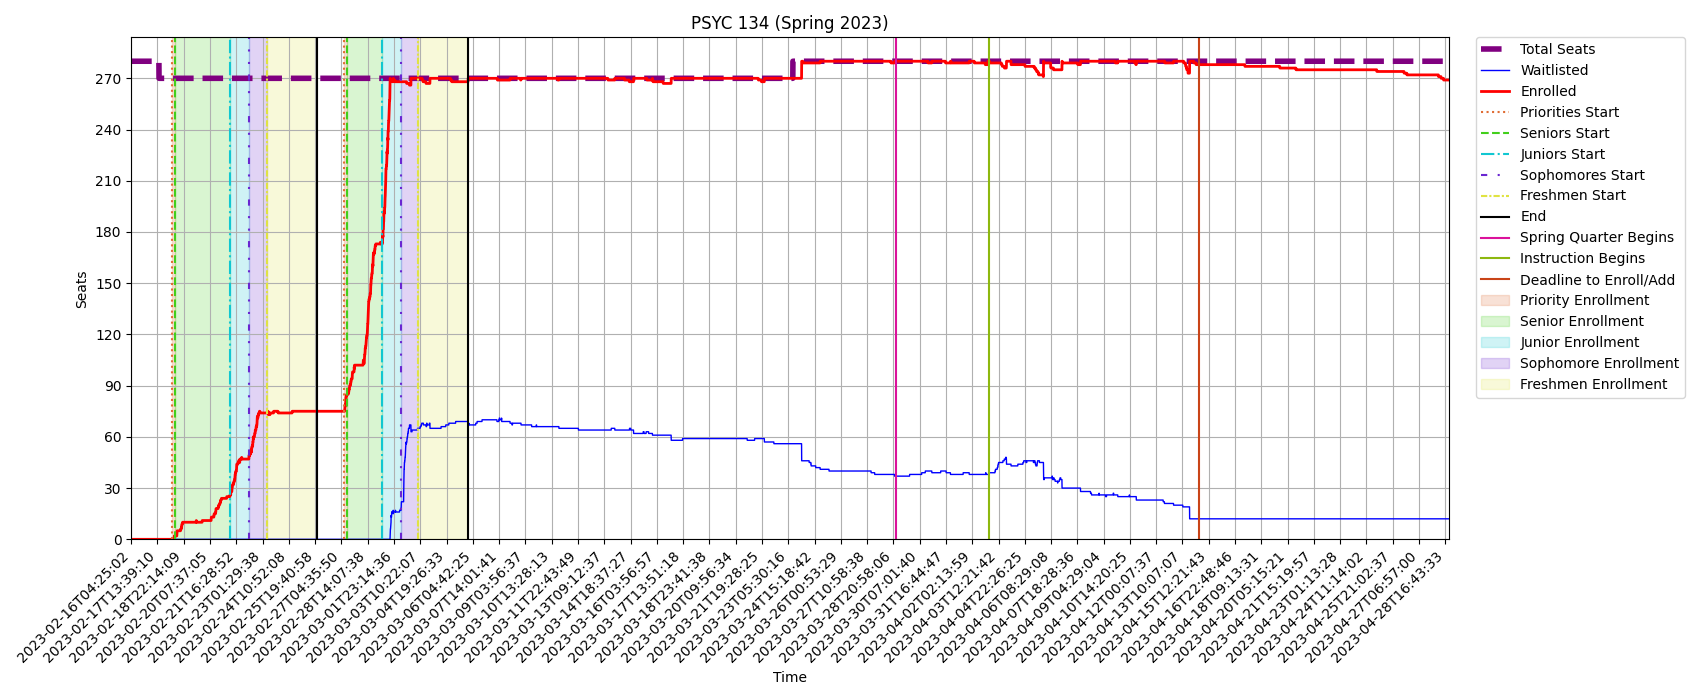 PSYC 134 (Spring 2023)
Seats
270
240
210
180
150
120
90
60
30
0
2023-02-16T04:25:02
2023-02-17T13:39:10
2023-02-18T22:14:09
2023-02-20T07:37:05
2023-02-21T16:28:52
2023-02-23T01:29:38
2023-02-24T10:52:08
2023-02-25T19:40:58
2023-02-27T04:35:50
2023-02-28T14:07:38
2023-03-01T23:14:36
2023-03-03T10:22:07
2023-03-04T19:26:33
2023-03-06T04:42:25
2023-03-07T14:01:41
2023-03-09T03:56:37
2023-03-10T13:28:13
2023-03-11T22:43:49
2023-03-13T09:12:37
2023-03-14T18:37:27
2023-03-16T03:56:57
2023-03-17T13:51:18
2023-03-18T23:41:38
2023-03-20T09:56:34
2023-03-21T19:28:25
2023-03-23T05:30:16
2023-03-24T15:18:42
2023-03-26T00:53:29
2023-03-27T10:58:38
2023-03-28T20:58:06
2023-03-30T07:01:40
2023-03-31T16:44:47
2023-04-02T02:13:59
2023-04-03T12:21:42
2023-04-04T22:26:25
2023-04-06T08:29:08
2023-04-07T18:28:36
2023-04-09T04:29:04
2023-04-10T14:20:25
2023-04-12T00:07:37
2023-04-13T10:07:07
2023-04-15T12:21:43
2023-04-16T22:48:46
2023-04-18T09:13:31
2023-04-20T05:15:21
2023-04-21T15:19:57
2023-04-23T01:13:28
2023-04-24T11:14:02
2023-04-25T21:02:37
2023-04-27T06:57:00
2023-04-28T16:43:33
Time
Total Seats
Waitlisted
Enrolled
Priorities Start
Seniors Start
Juniors Start
Sophomores Start
Freshmen Start
End
Spring Quarter Begins
Instruction Begins
Deadline to Enroll/Add
Priority Enrollment
Senior Enrollment
Junior Enrollment
Sophomore Enrollment
Freshmen Enrollment